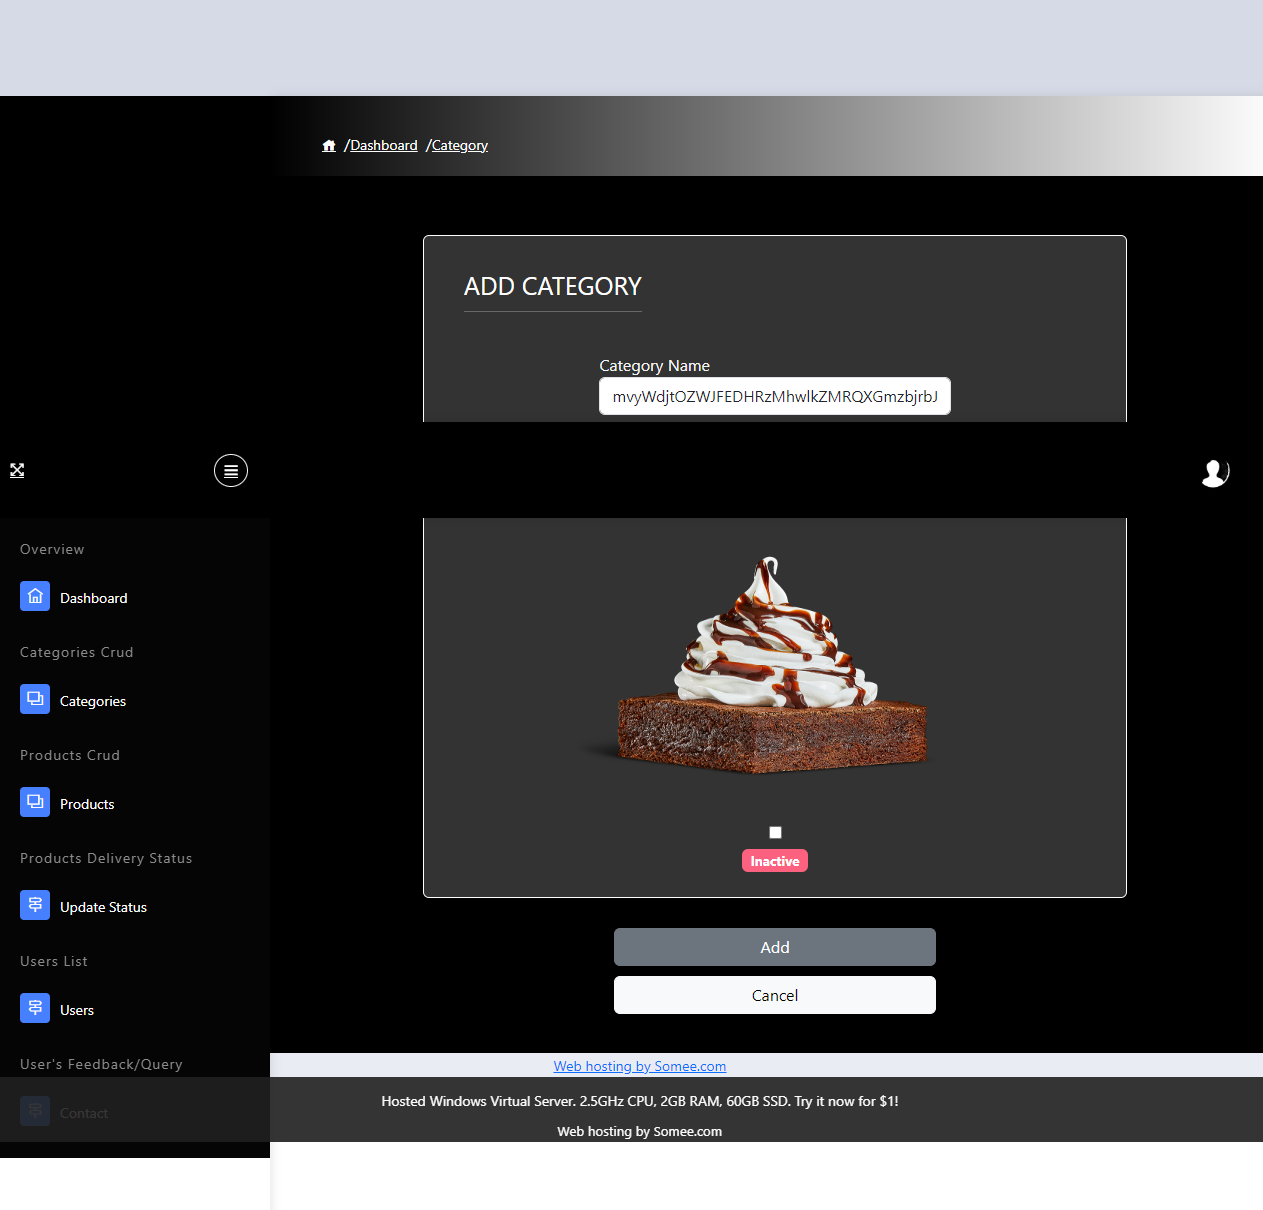 /Dashboard /Category
ADD CATEGORY
Category Name
mvyWdjtOZWJFEDHRzMhwlkZMRQXGmzbjrbJ
Overview
Dashboard
Categories Crud
Categories
Products Crud
Products
Products Delivery Status
Update Status
Users List
Users
User's Feedback/Query
Contact
Inactive
Add
Cancel
Web hosting by Somee.com
Hosted Windows Virtual Server. 2.5GHz CPU, 2GB RAM, 60GB SSD. Try it now for $1!
Web hosting by Somee.com